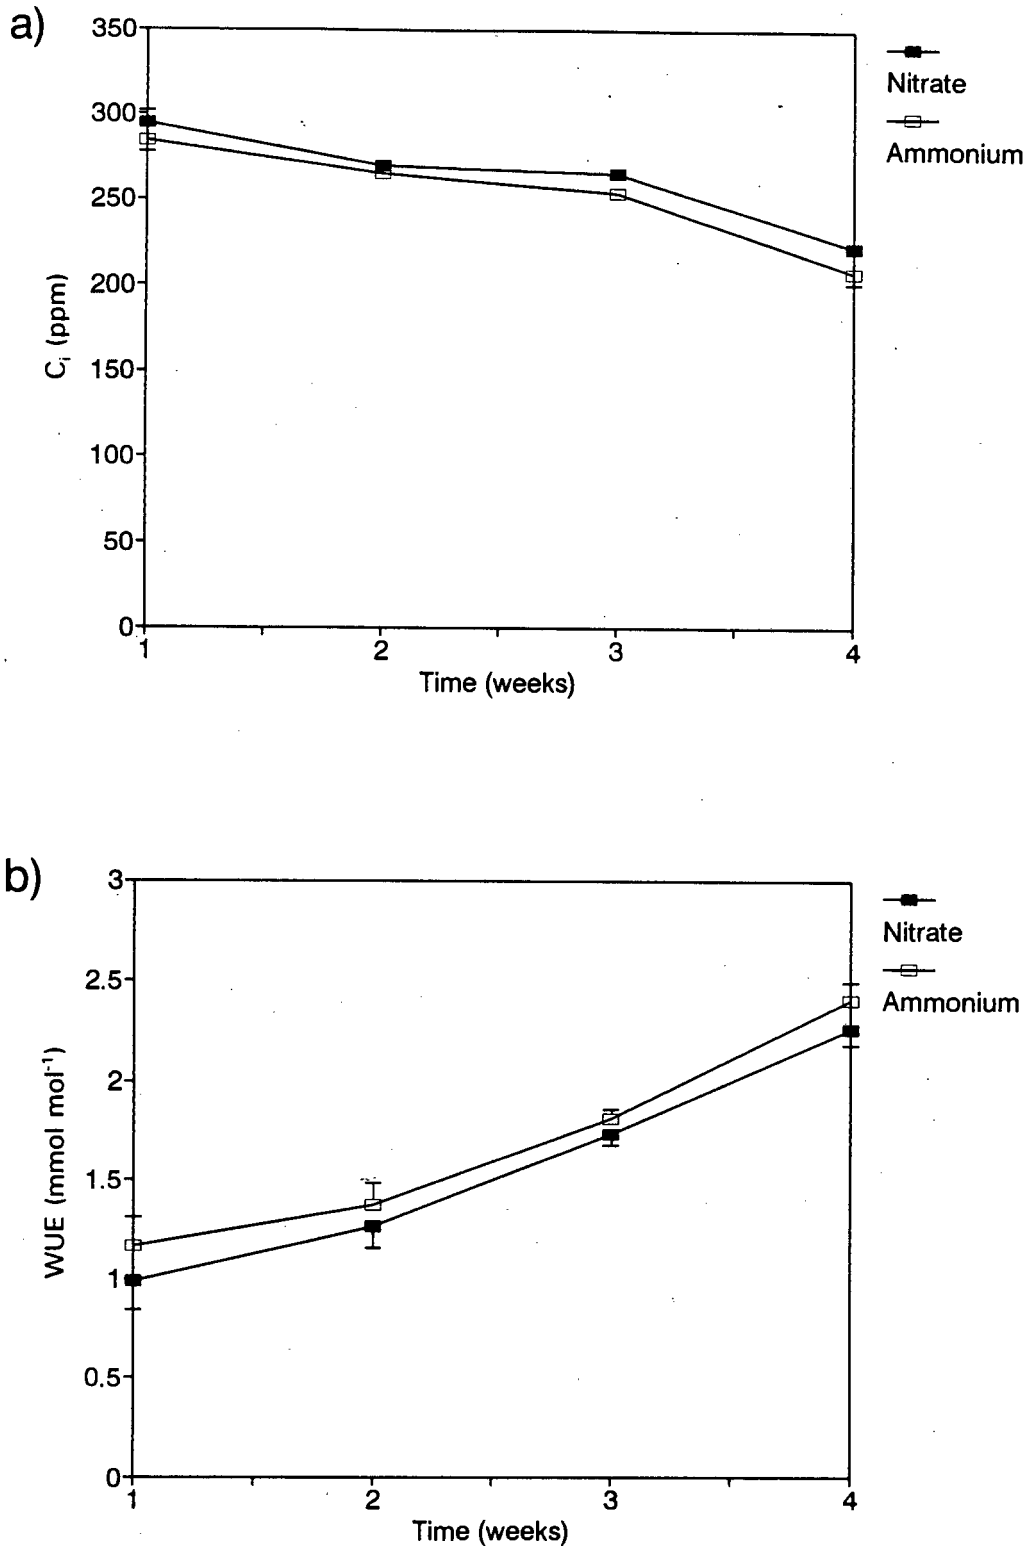 a)
350
300
250
200
150
100
50
0
C_i (ppm)
1 2 3 4
Time (weeks)
Nitrate
Ammonium
b)
3
2.5
2
1.5
1
0.5
0
WUE (mmol mol⁻¹)
1 2 3 4
Time (weeks)
Nitrate
Ammonium